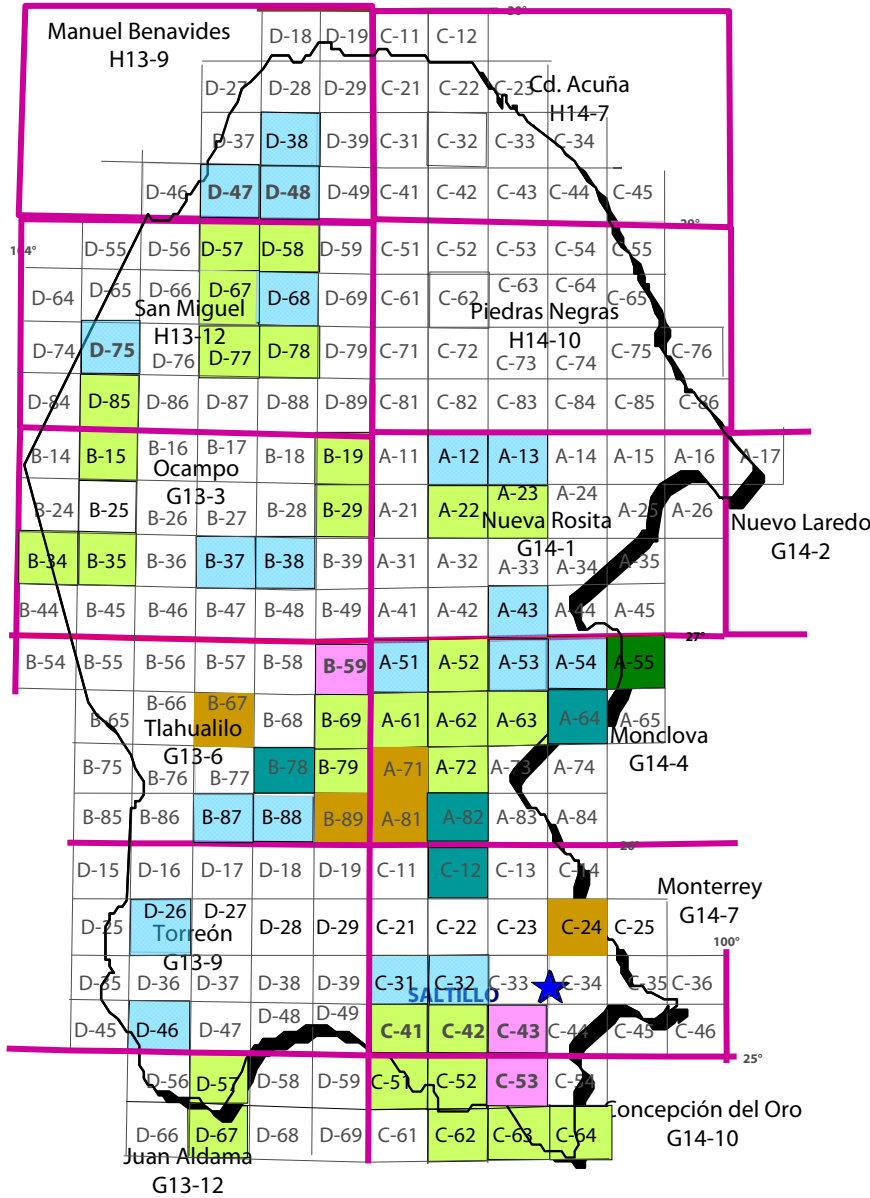 30°
Manuel Benavides
H13-9
D-18 D-19 C-11 C-12
D-27 D-28 D-29 C-21 C-22 C-23
Cd. Acuña
H14-7
D-37 D-38 D-39 C-31 C-32 C-33 C-34
D-46 D-47 D-48 D-49 C-41 C-42 C-43 C-44 C-45
29°
104°
D-55 D-56 D-57 D-58 D-59 C-51 C-52 C-53 C-54 C-55
D-64 D-65 D-66 D-67 D-68 D-69 C-61 C-62 C-63 C-64 C-65
San Miguel
H13-12
Piedras Negras
H14-10
D-74 D-75 D-76 D-77 D-78 D-79 C-71 C-72 C-73 C-74 C-75 C-76
D-84 D-85 D-86 D-87 D-88 D-89 C-81 C-82 C-83 C-84 C-85 C-86
B-14 B-15 B-16 B-17 B-18 B-19 A-11 A-12 A-13 A-14 A-15 A-16 A-17
Ocampo
G13-3
B-24 B-25 B-26 B-27 B-28 B-29 A-21 A-22 A-23 A-24 A-25 A-26
Nueva Rosita
G14-1
Nuevo Laredo
G14-2
B-34 B-35 B-36 B-37 B-38 B-39 A-31 A-32 A-33 A-34 A-35
B-44 B-45 B-46 B-47 B-48 B-49 A-41 A-42 A-43 A-44 A-45
27°
B-54 B-55 B-56 B-57 B-58 B-59 A-51 A-52 A-53 A-54 A-55
B-65 B-66 B-67 B-68 B-69 A-61 A-62 A-63 A-64 A-65
Tlahualilo
G13-6
Monclova
G14-4
B-75 B-76 B-77 B-78 B-79 A-71 A-72 A-73 A-74
B-85 B-86 B-87 B-88 B-89 A-81 A-82 A-83 A-84
26°
D-15 D-16 D-17 D-18 D-19 C-11 C-12 C-13 C-14
Monterrey
G14-7
D-25 D-26 D-27 D-28 D-29 C-21 C-22 C-23 C-24 C-25
Torreón
G13-9
100°
D-35 D-36 D-37 D-38 D-39 C-31 C-32 C-33 C-34 C-35 C-36
SALTILLO
D-45 D-46 D-47 D-48 D-49 C-41 C-42 C-43 C-44 C-45 C-46
25°
D-56 D-57 D-58 D-59 C-51 C-52 C-53 C-54
Concepción del Oro
G14-10
D-66 D-67 D-68 D-69 C-61 C-62 C-63 C-64
Juan Aldama
G13-12